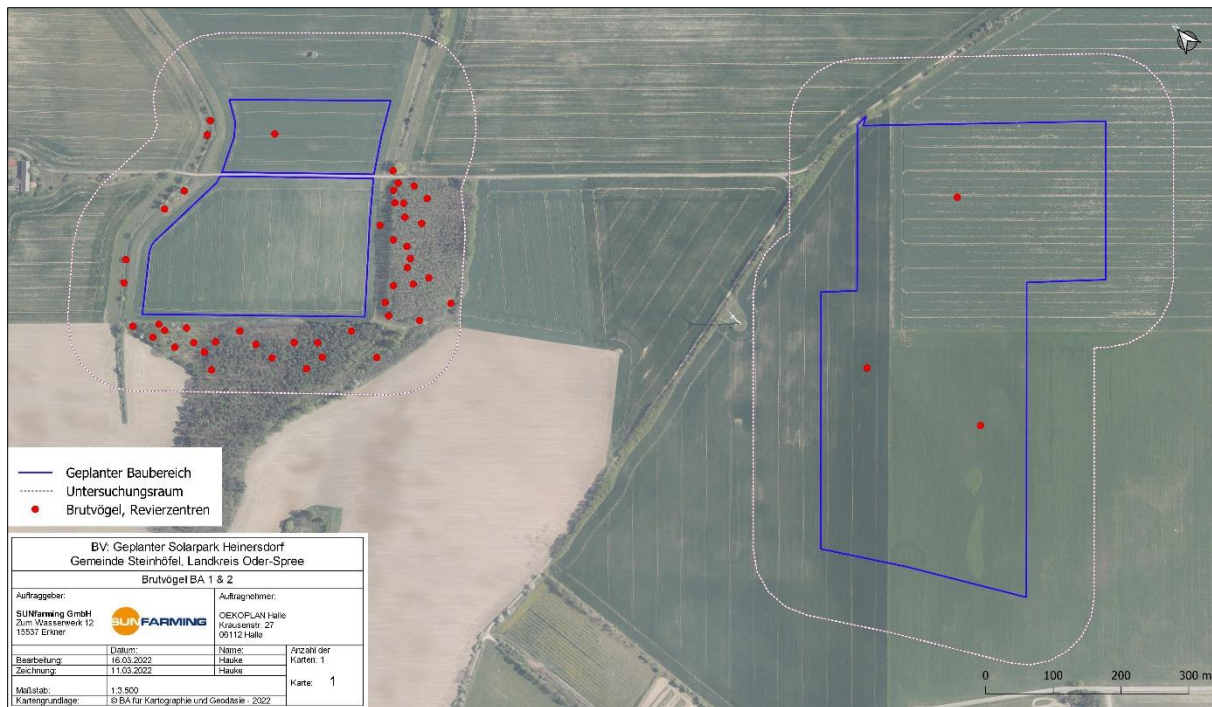 Geplanter Baubereich
Untersuchungsraum
Brutvögel, Revierzentren
BV: Geplanter Solarpark Heinersdorf
Gemeinde Steinhöfel, Landkreis Oder-Spree
Brutvögel BA 1 & 2
Auftraggeber:
SUNfarming GmbH
Zum Wasserwerk 12
15537 Erkner
SUNFARMING
Auftragnehmer:
OEKOPLAN Halle
Krausenstr. 27
06112 Halle
Datum: Name:
Bearbeitung: 16.03.2022 Hauke
Zeichnung: 11.03.2022 Hauke
Maßstab: 1:3.500
Kartengrundlage: © BA für Kartographie und Geodäsie - 2022
Anzahl der
Karten: 1
Karte: 1
0 100 200 300 m